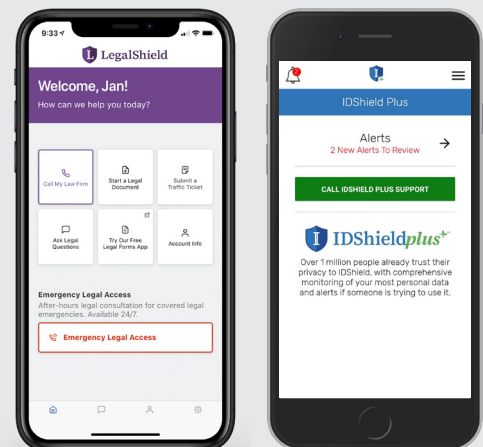 9:33
LegalShield
Welcome, Jan!
How can we help you today?
Call My Law Firm
Start a Legal
Document
Submit a
Traffic Ticket
Ask Legal
Questions
Try Our Free
Legal Forms App
Account Info
Emergency Legal Access
After-hours legal consultation for covered legal
emergencies. Available 24/7.
Emergency Legal Access
2
IDShield Plus
Alerts
2 New Alerts To Review
CALL IDSHIELD PLUS SUPPORT
IDShieldplus+
Over 1 million people already trust their
privacy to IDShield, with comprehensive
monitoring of your most personal data
and alerts if someone is trying to use it.